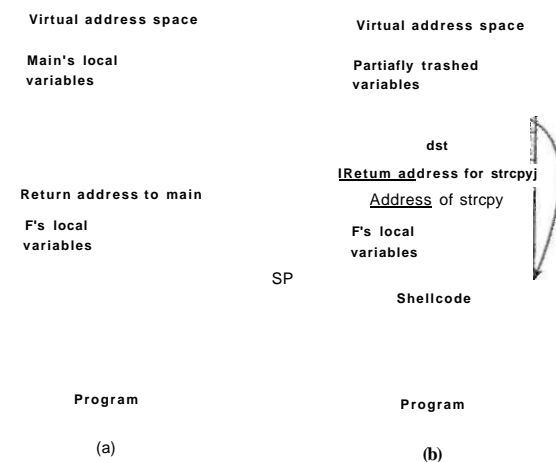 Virtual address space
Main's local
variables
Return address to main
F's local
variables
SP
Program
(a)
Virtual address space
Partiafly trashed
variables
dst
IRetum address for strcpyj
Address of strcpy
F's local
variables
Shellcode
Program
(b)